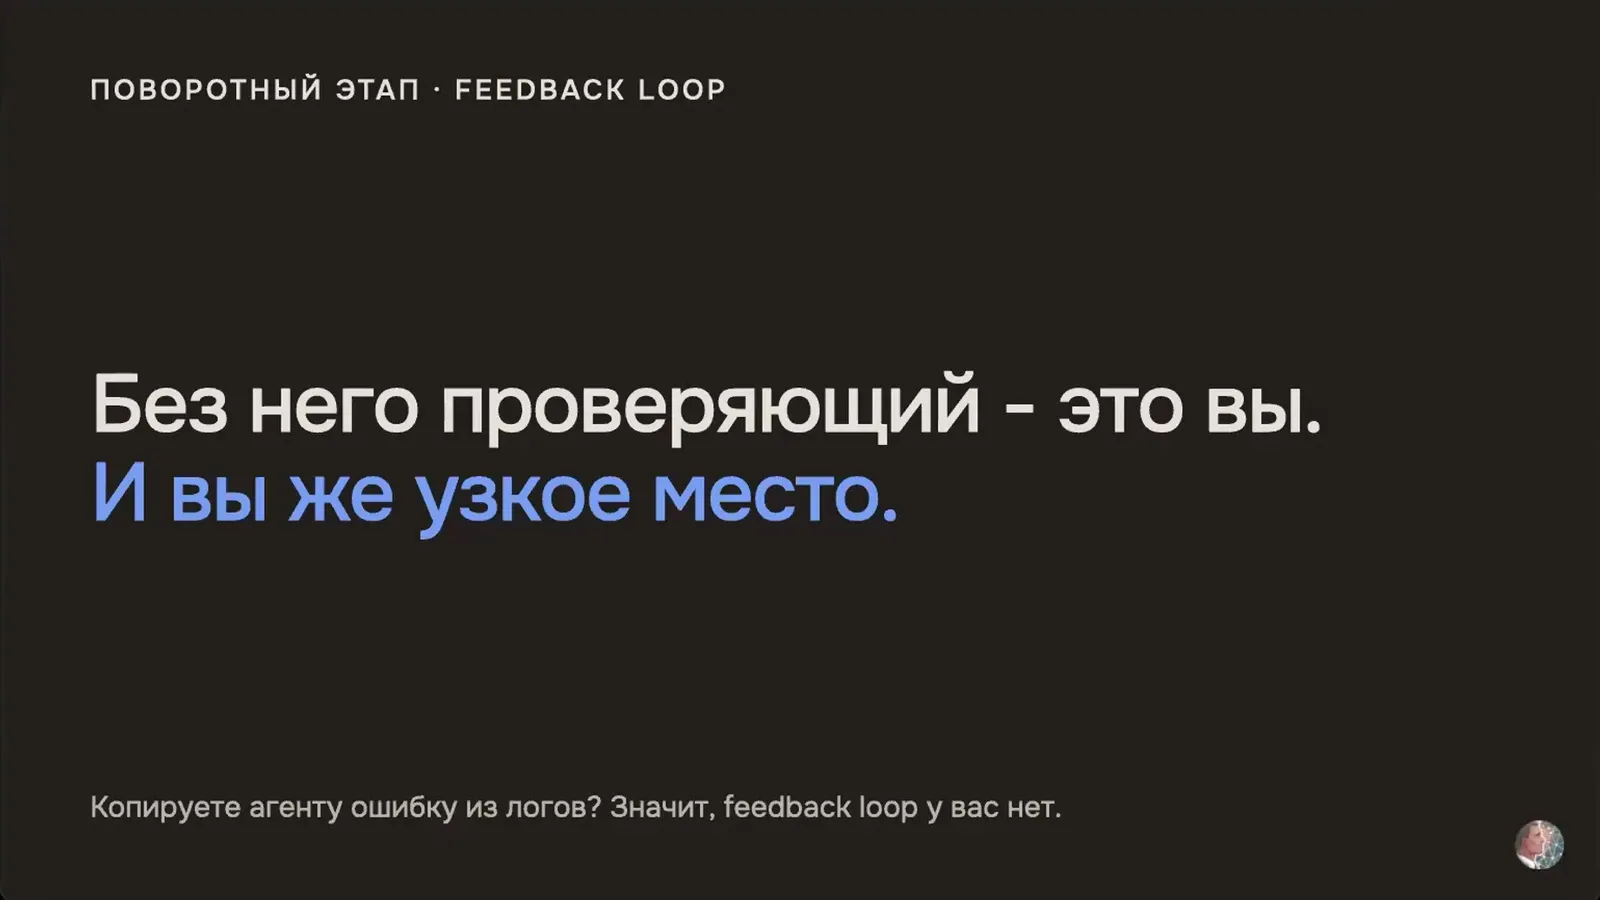 ПОВОРОТНЫЙ ЭТАП · FEEDBACK LOOP
Без него проверяющий - это вы.
И вы же узкое место.
Копируете агенту ошибку из логов? Значит, feedback loop у вас нет.